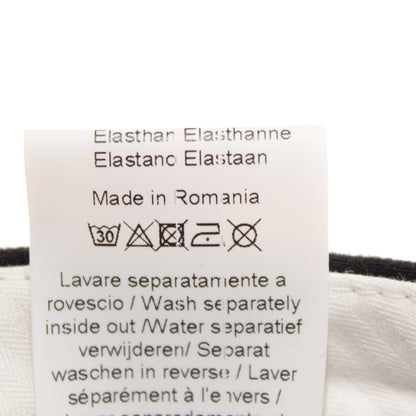 Elasthan Elasthanne
Elastano Elastaan
Made in Romania
30
Lavare separatamente a
rovescio / Wash separately
inside out /Water separatief
verwijderen/ Separat
waschen in reverse / Laver
séparément à l'envers /